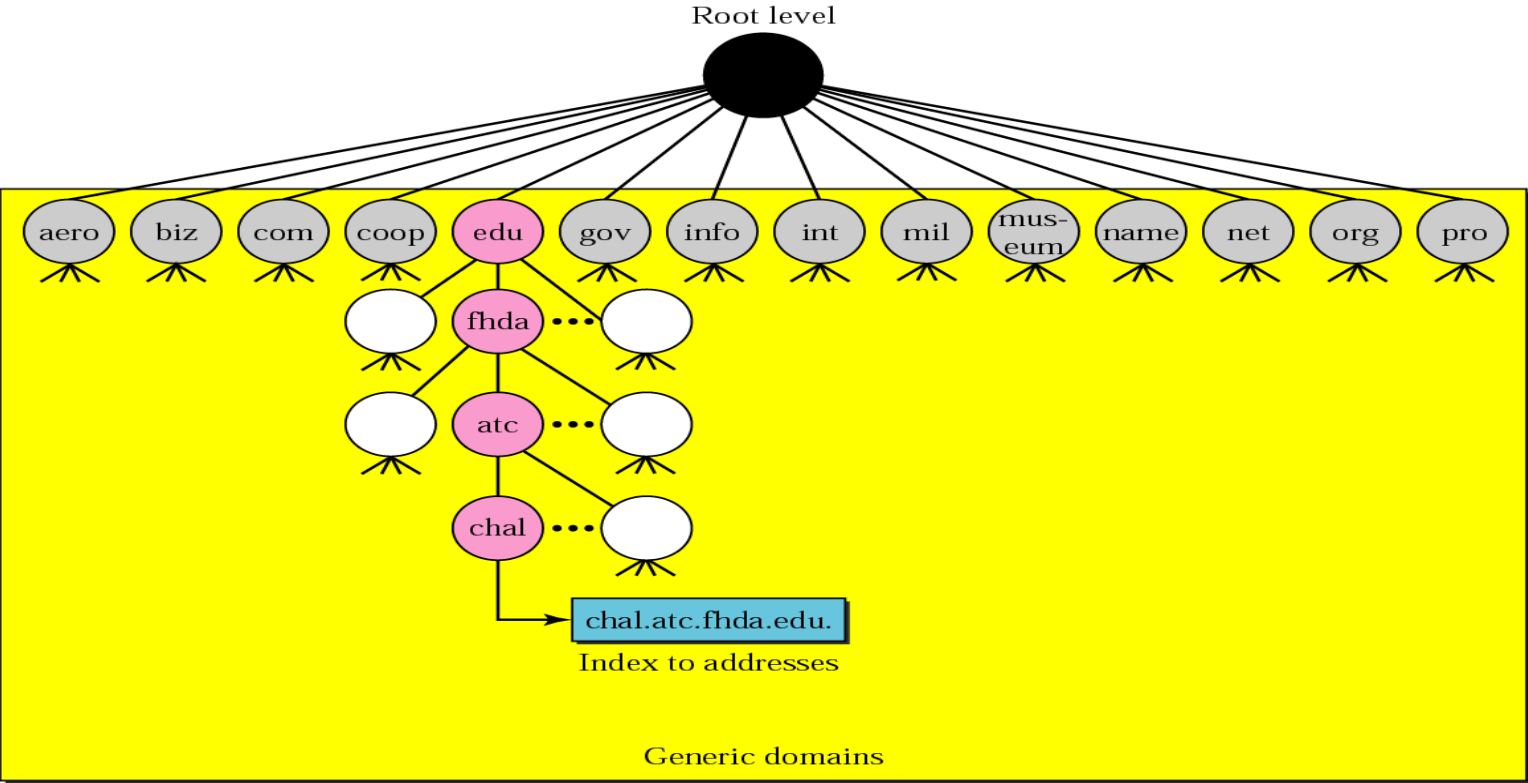 Root level
aero biz com coop edu gov info int mil mus-
eum name net org pro
fhda
atc
chal
chal.atc.fhda.edu.
Index to addresses
Generic domains